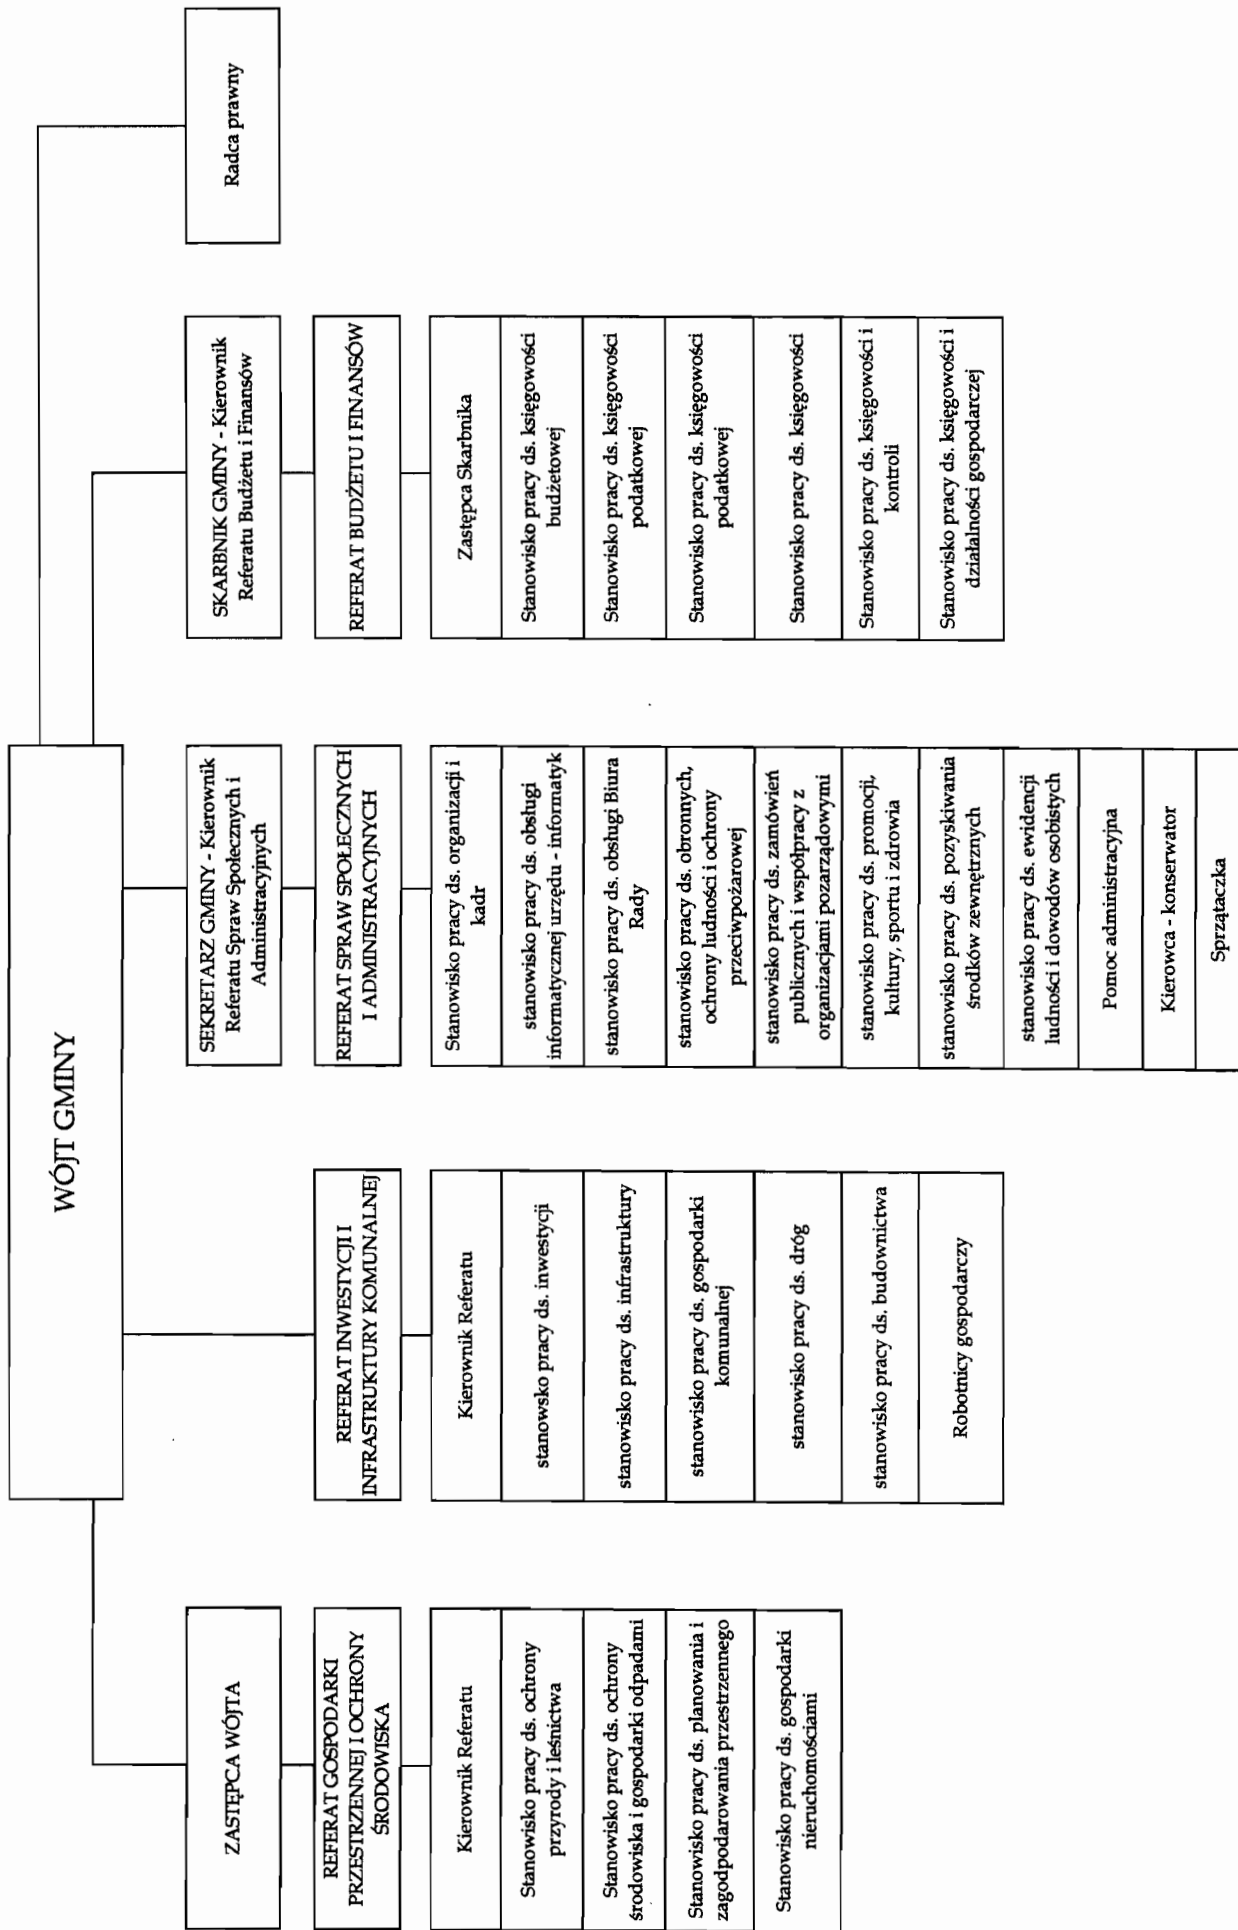 WÓJT GMINY
ZASTĘPCA WÓJTA
REFERAT GOSPODARKI
PRZESTRZENNEJ I OCHRONY
ŚRODOWISKA
Kierownik Referatu
Stanowisko pracy ds. ochrony
przyrody i leśnictwa
Stanowisko pracy ds. ochrony
środowiska i gospodarki odpadami
Stanowisko pracy ds. planowania i
zagodpodarowania przestrzennego
Stanowisko pracy ds. gospodarki
nieruchomościami
REFERAT INWESTYCJI I
INFRASTRUKTURY KOMUNALNEJ
Kierownik Referatu
stanowsko pracy ds. inwestycji
stanowisko pracy ds. infrastruktury
stanowisko pracy ds. gospodarki
komunalnej
stanowisko pracy ds. dróg
stanowisko pracy ds. budownictwa
Robotnicy gospodarczy
SEKRETARZ GMINY - Kierownik
Referatu Spraw Społecznych i
Administracyjnych
REFERAT SPRAW SPOŁECZNYCH
I ADMINISTRACYJNYCH
Stanowisko pracy ds. organizacji i
kadr
stanowisko pracy ds. obsługi
informatycznej urzędu - informatyk
stanowisko pracy ds. obsługi Biura
Rady
stanowisko pracy ds. obronnych,
ochrony ludności i ochrony
przeciwpożarowej
stanowisko pracy ds. zamówień
publicznych i współpracy z
organizacjami pozarządowymi
stanowisko pracy ds. promocji,
kultury, sportu i zdrowia
stanowisko pracy ds. pozyskiwania
środków zewnętrznych
stanowisko pracy ds. ewidencji
ludności i dowodów osobistych
Pomoc administracyjna
Kierowca - konserwator
Sprzątaczka
SKARBNIK GMINY - Kierownik
Referatu Budżetu i Finansów
REFERAT BUDŻETU I FINANSÓW
Zastępca Skarbnika
Stanowisko pracy ds. księgowości
budżetowej
Stanowisko pracy ds. księgowości
podatkowej
Stanowisko pracy ds. księgowości
podatkowej
Stanowisko pracy ds. księgowości
Stanowisko pracy ds. księgowości i
kontroli
Stanowisko pracy ds. księgowości i
działalności gospodarczej
Radca prawny